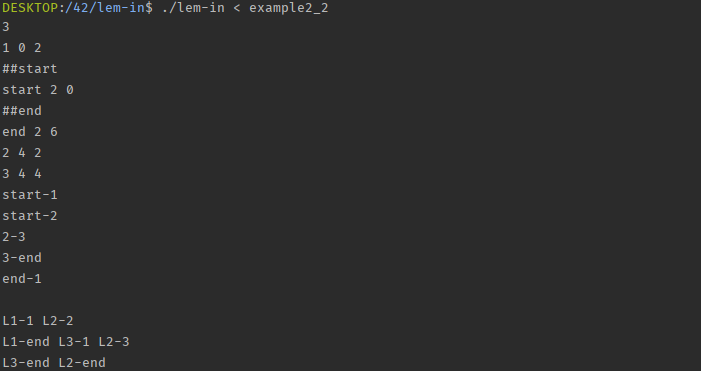 DESKTOP:/42/lem-in$ ./lem-in < example2_2
3
1 0 2
##start
start 2 0
##end
end 2 6
2 4 2
3 4 4
start-1
start-2
2-3
3-end
end-1

L1-1 L2-2
L1-end L3-1 L2-3
L3-end L2-end